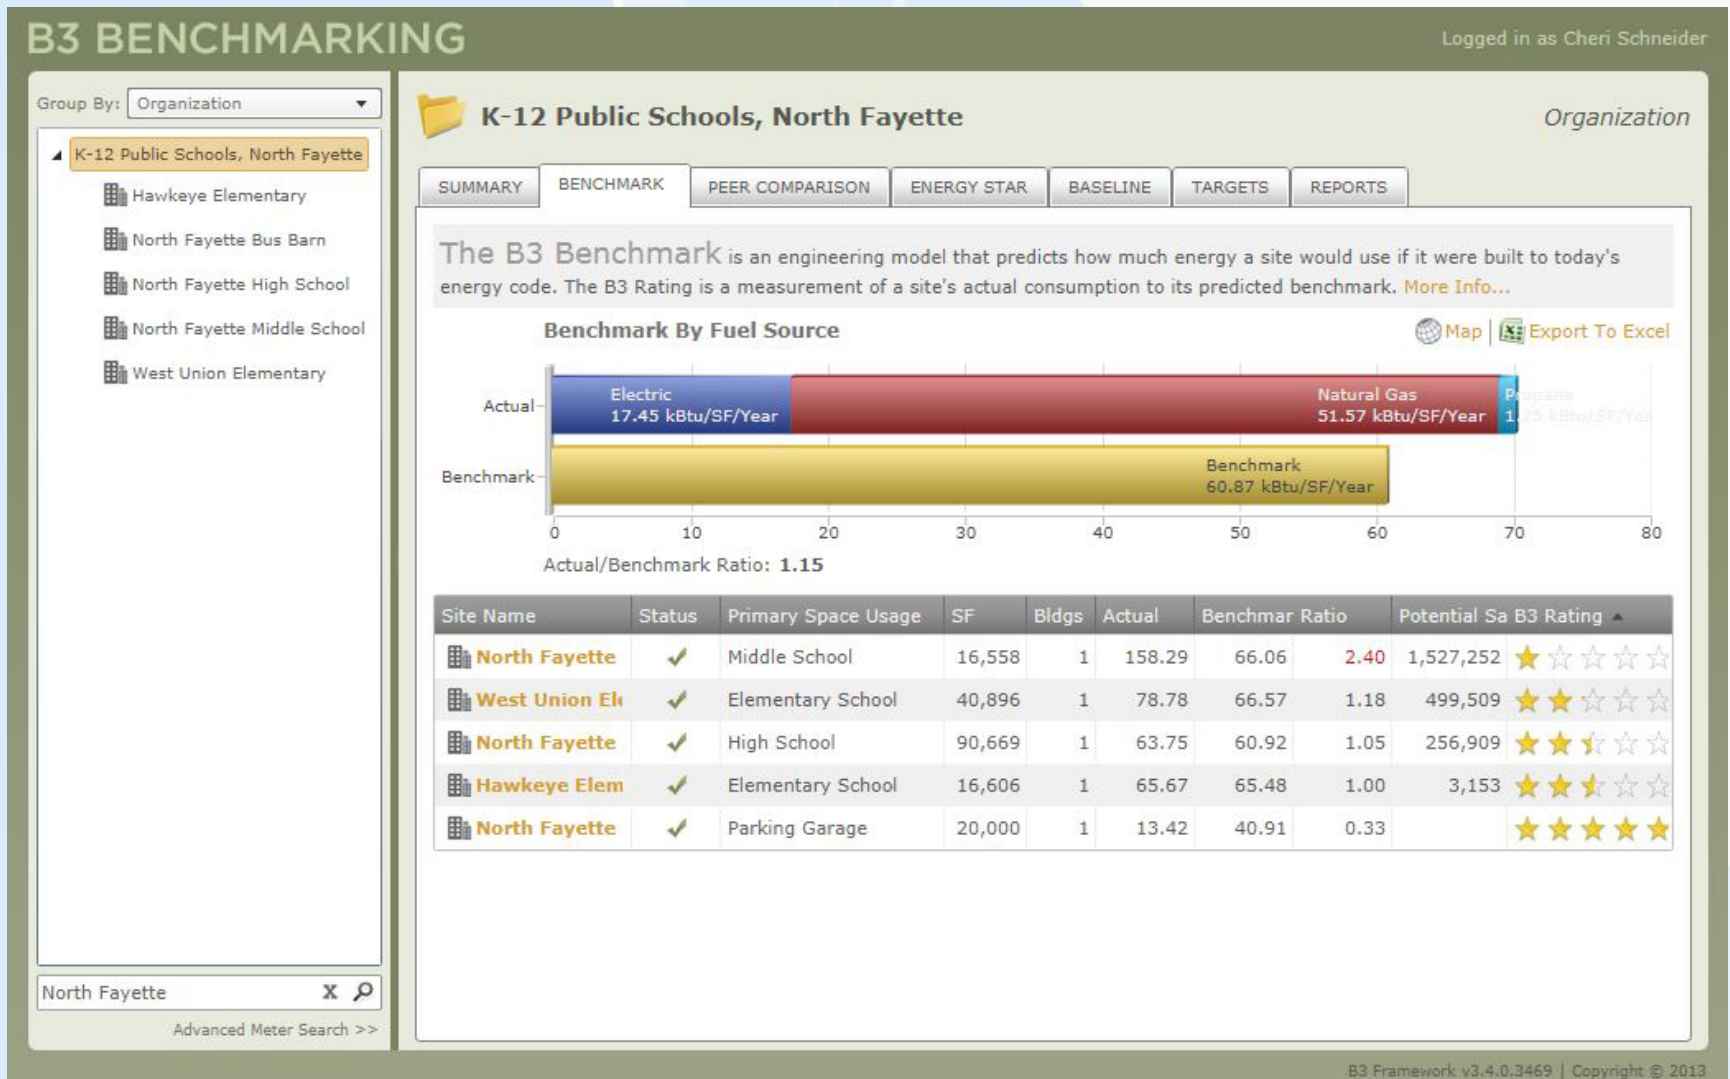 B3 BENCHMARKING
Logged in as Cheri Schneider
Group By: Organization
K-12 Public Schools, North Fayette
Hawkeye Elementary
North Fayette Bus Barn
North Fayette High School
North Fayette Middle School
West Union Elementary
North Fayette X
Advanced Meter Search >>
K-12 Public Schools, North Fayette
Organization
SUMMARY BENCHMARK PEER COMPARISON ENERGY STAR BASELINE TARGETS REPORTS
The B3 Benchmark is an engineering model that predicts how much energy a site would use if it were built to today's
energy code. The B3 Rating is a measurement of a site's actual consumption to its predicted benchmark. More Info...
Benchmark By Fuel Source
Map | Export To Excel
Actual
Electric
17.45 kBtu/SF/Year
Natural Gas
51.57 kBtu/SF/Year
Propane
1.25 kBtu/SF/Yea
Benchmark
Benchmark
60.87 kBtu/SF/Year
0 10 20 30 40 50 60 70 80
Actual/Benchmark Ratio: 1.15
Site Name Status Primary Space Usage SF Bldgs Actual Benchmar Ratio Potential Sa B3 Rating
North Fayette Middle School 16,558 1 158.29 66.06 2.40 1,527,252
West Union Ele Elementary School 40,896 1 78.78 66.57 1.18 499,509
North Fayette High School 90,669 1 63.75 60.92 1.05 256,909
Hawkeye Elem Elementary School 16,606 1 65.67 65.48 1.00 3,153
North Fayette Parking Garage 20,000 1 13.42 40.91 0.33
B3 Framework v3.4.0.3469 | Copyright © 2013